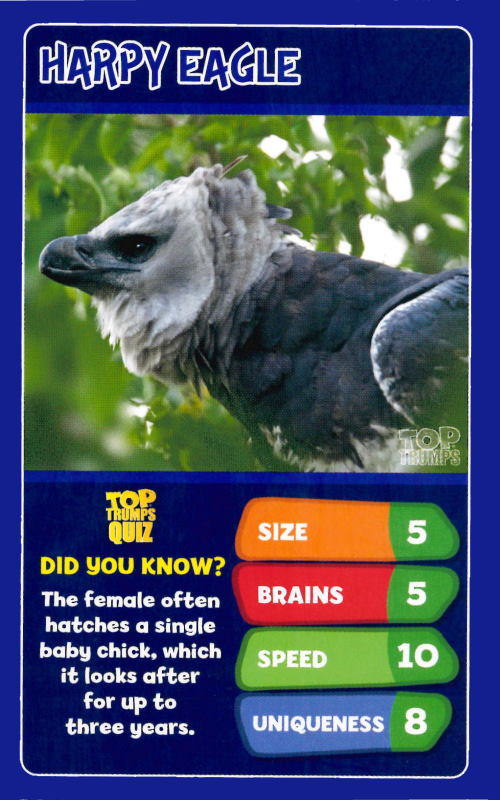 HARPY EAGLE
TOP
TRUMPS
TOP
TRUMPS
QUIZ
DID YOU KNOW?
The female often
hatches a single
baby chick, which
it looks after
for up to
three years.
SIZE 5
BRAINS 5
SPEED 10
UNIQUENESS 8